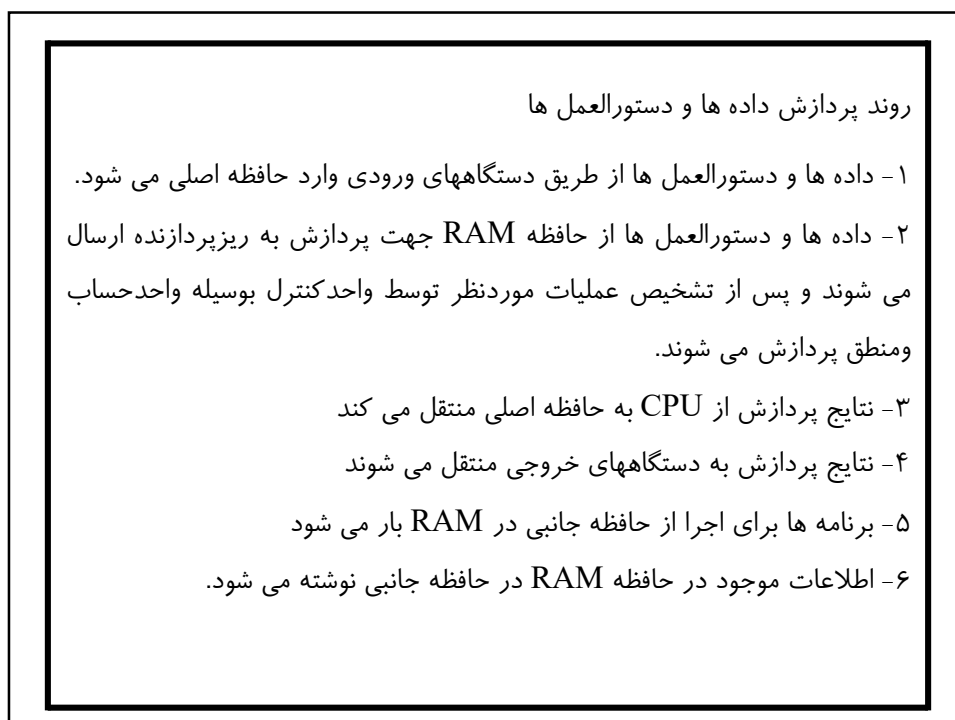 روند پردازش داده ها و دستورالعمل ها
۱- داده ها و دستورالعمل ها از طریق دستگاههای ورودی وارد حافظه اصلی می شود.
۲- داده ها و دستورالعمل ها از حافظه RAM جهت پردازش به ریزپردازنده ارسال
می شوند و پس از تشخیص عملیات موردنظر توسط واحدکنترل بوسیله واحدحساب
ومنطق پردازش می شوند.
۳- نتایج پردازش از CPU به حافظه اصلی منتقل می کند
۴- نتایج پردازش به دستگاههای خروجی منتقل می شوند
۵- برنامه ها برای اجرا از حافظه جانبی در RAM بار می شود
۶- اطلاعات موجود در حافظه RAM در حافظه جانبی نوشته می شود.